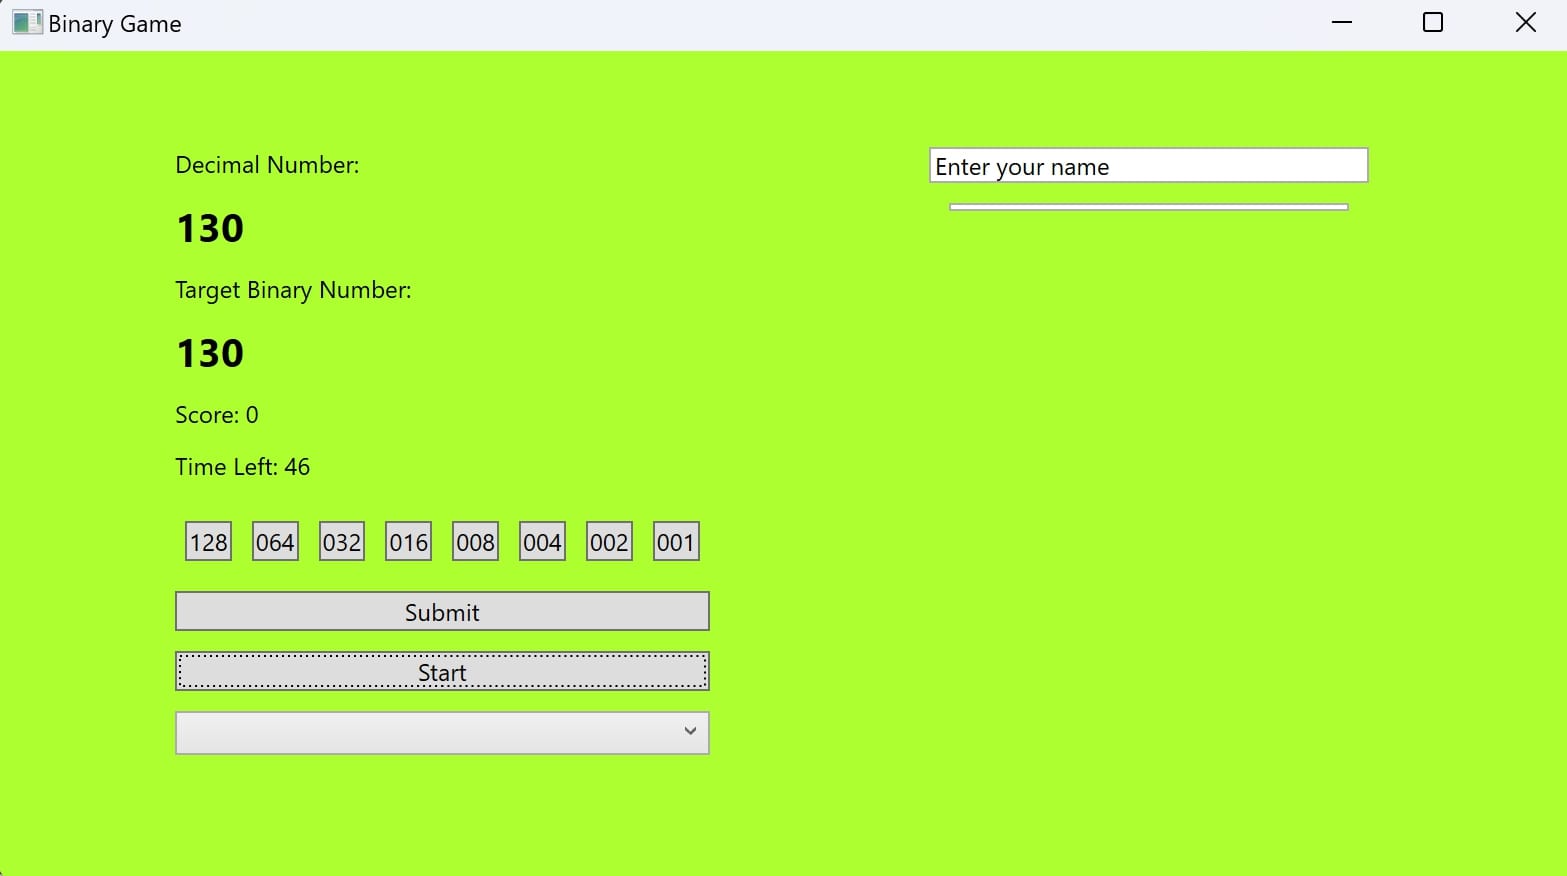 Binary Game
Decimal Number:
130
Target Binary Number:
130
Score: 0
Time Left: 46
128 064 032 016 008 004 002 001
Submit
Start
Enter your name